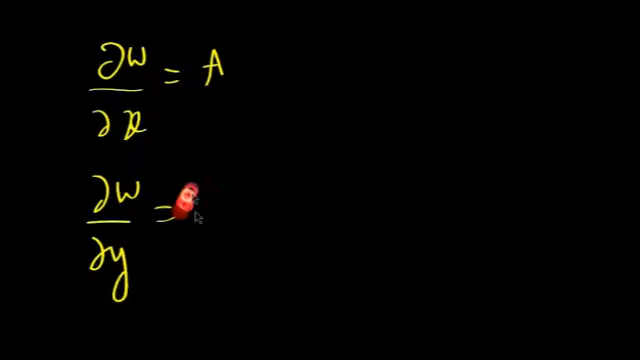 ∂w/∂x = A
∂w/∂y =